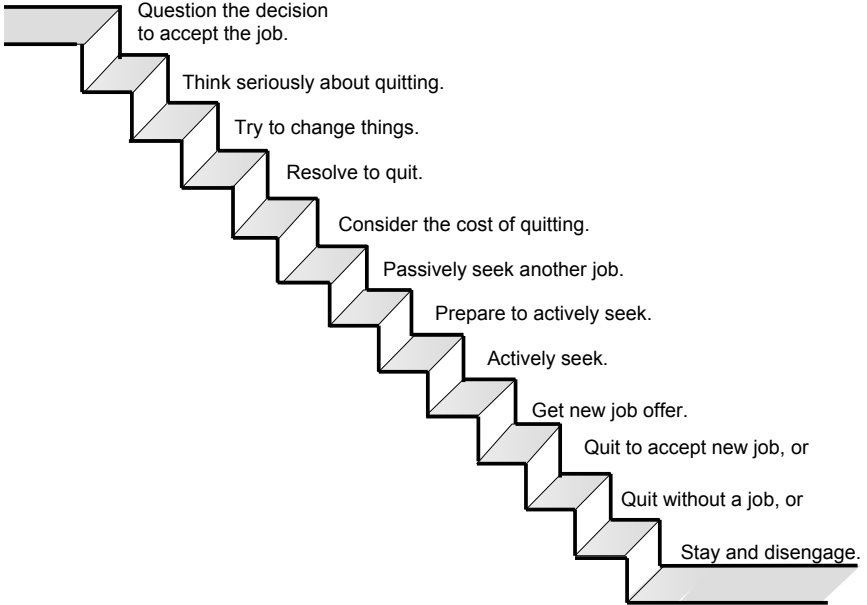 Question the decision
to accept the job.
Think seriously about quitting.
Try to change things.
Resolve to quit.
Consider the cost of quitting.
Passively seek another job.
Prepare to actively seek.
Actively seek.
Get new job offer.
Quit to accept new job, or
Quit without a job, or
Stay and disengage.